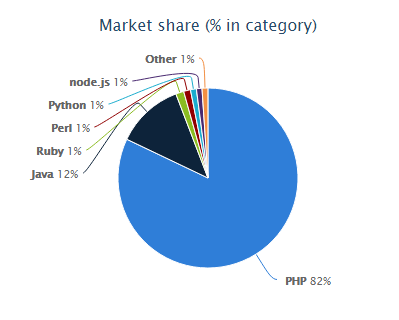 Market share (% in category)
Other 1%
node.js 1%
Python 1%
Perl 1%
Ruby 1%
Java 12%
PHP 82%